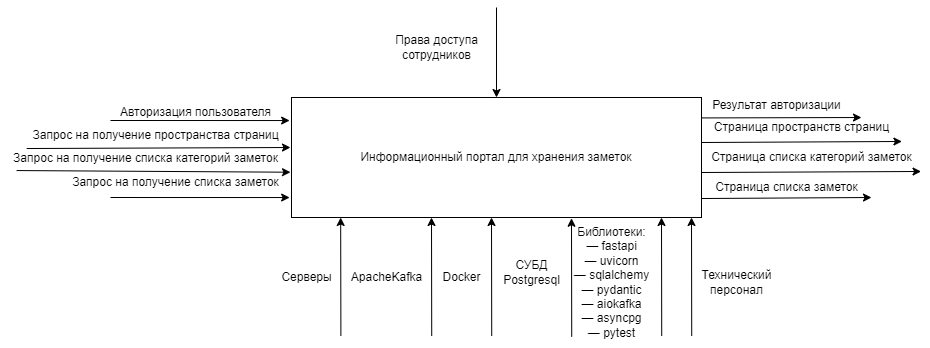 Права доступа
сотрудников
Авторизация пользователя
Запрос на получение пространства страниц
Запрос на получение списка категорий заметок
Запрос на получение списка заметок
Информационный портал для хранения заметок
Результат авторизации
Страница пространств страниц
Страница списка категорий заметок
Страница списка заметок
Серверы
ApacheKafka
Docker
СУБД
Postgresql
Библиотеки:
— fastapi
— uvicorn
— sqlalchemy
— pydantic
— aiokafka
— asyncpg
— pytest
Технический
персонал